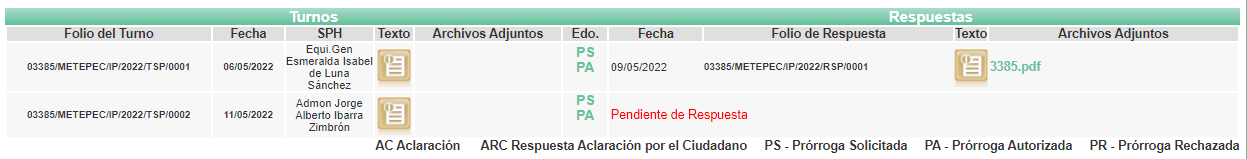 Turnos Respuestas
Folio del Turno Fecha SPH Texto Archivos Adjuntos Edo. Fecha Folio de Respuesta Texto Archivos Adjuntos
03385/METEPEC/IP/2022/TSP/0001 06/05/2022 Equi.Gen PS
Esmeralda Isabel PA 09/05/2022 03385/METEPEC/IP/2022/RSP/0001 3385.pdf
de Luna
Sánchez
03385/METEPEC/IP/2022/TSP/0002 11/05/2022 Admon Jorge PS
Alberto Ibarra PA Pendiente de Respuesta
Zimbrón
AC Aclaración ARC Respuesta Aclaración por el Ciudadano PS - Prórroga Solicitada PA - Prórroga Autorizada PR - Prórroga Rechazada